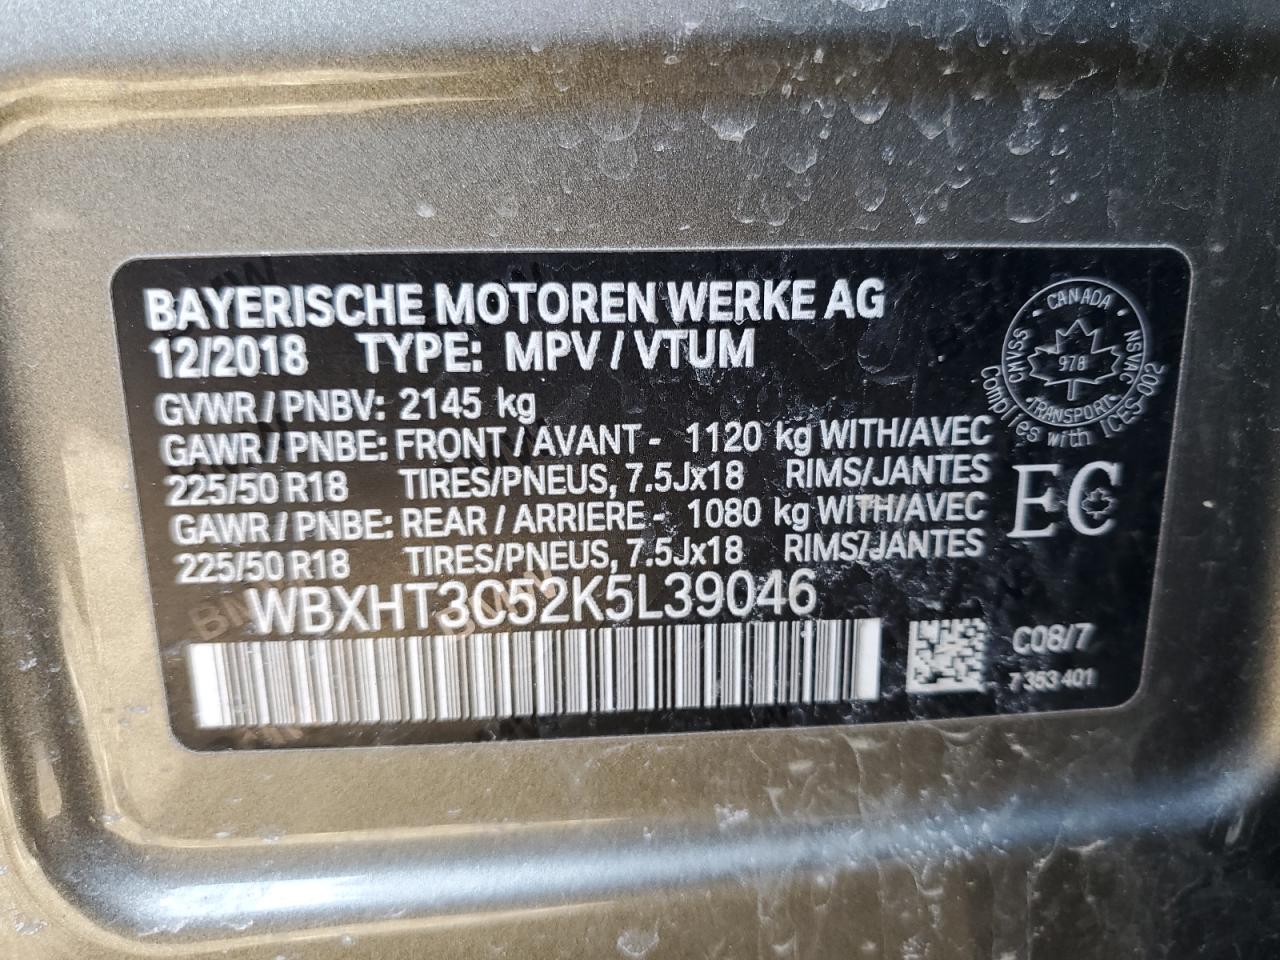 BAYERISCHE MOTOREN WERKE AG
12/2018 TYPE: MPV / VTUM
GVWR / PNBV: 2145 kg
GAWR / PNBE: FRONT / AVANT - 1120 kg WITH/AVEC
225/50 R18 TIRES/PNEUS, 7.5Jx18 RIMS/JANTES
GAWR / PNBE: REAR / ARRIERE - 1080 kg WITH/AVEC
225/50 R18 TIRES/PNEUS, 7.5Jx18 RIMS/JANTES
WBXHT3C52K5L39046
CANADA
CMVSS
NSVAC
978
TRANSPORT
Complies with ICES-002
EC
C08/7
7 353 401
BMW
BMW